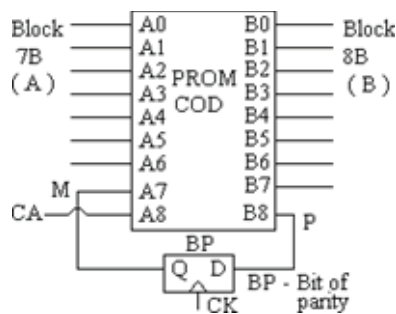 Block
7B
( A )
A0
A1
A2
A3
A4
A5
A6
A7
A8
PROM
COD
B0
B1
B2
B3
B4
B5
B6
B7
B8
Block
8B
( B )
M
CA
P
BP
Q D
CK
BP - Bit of
parity